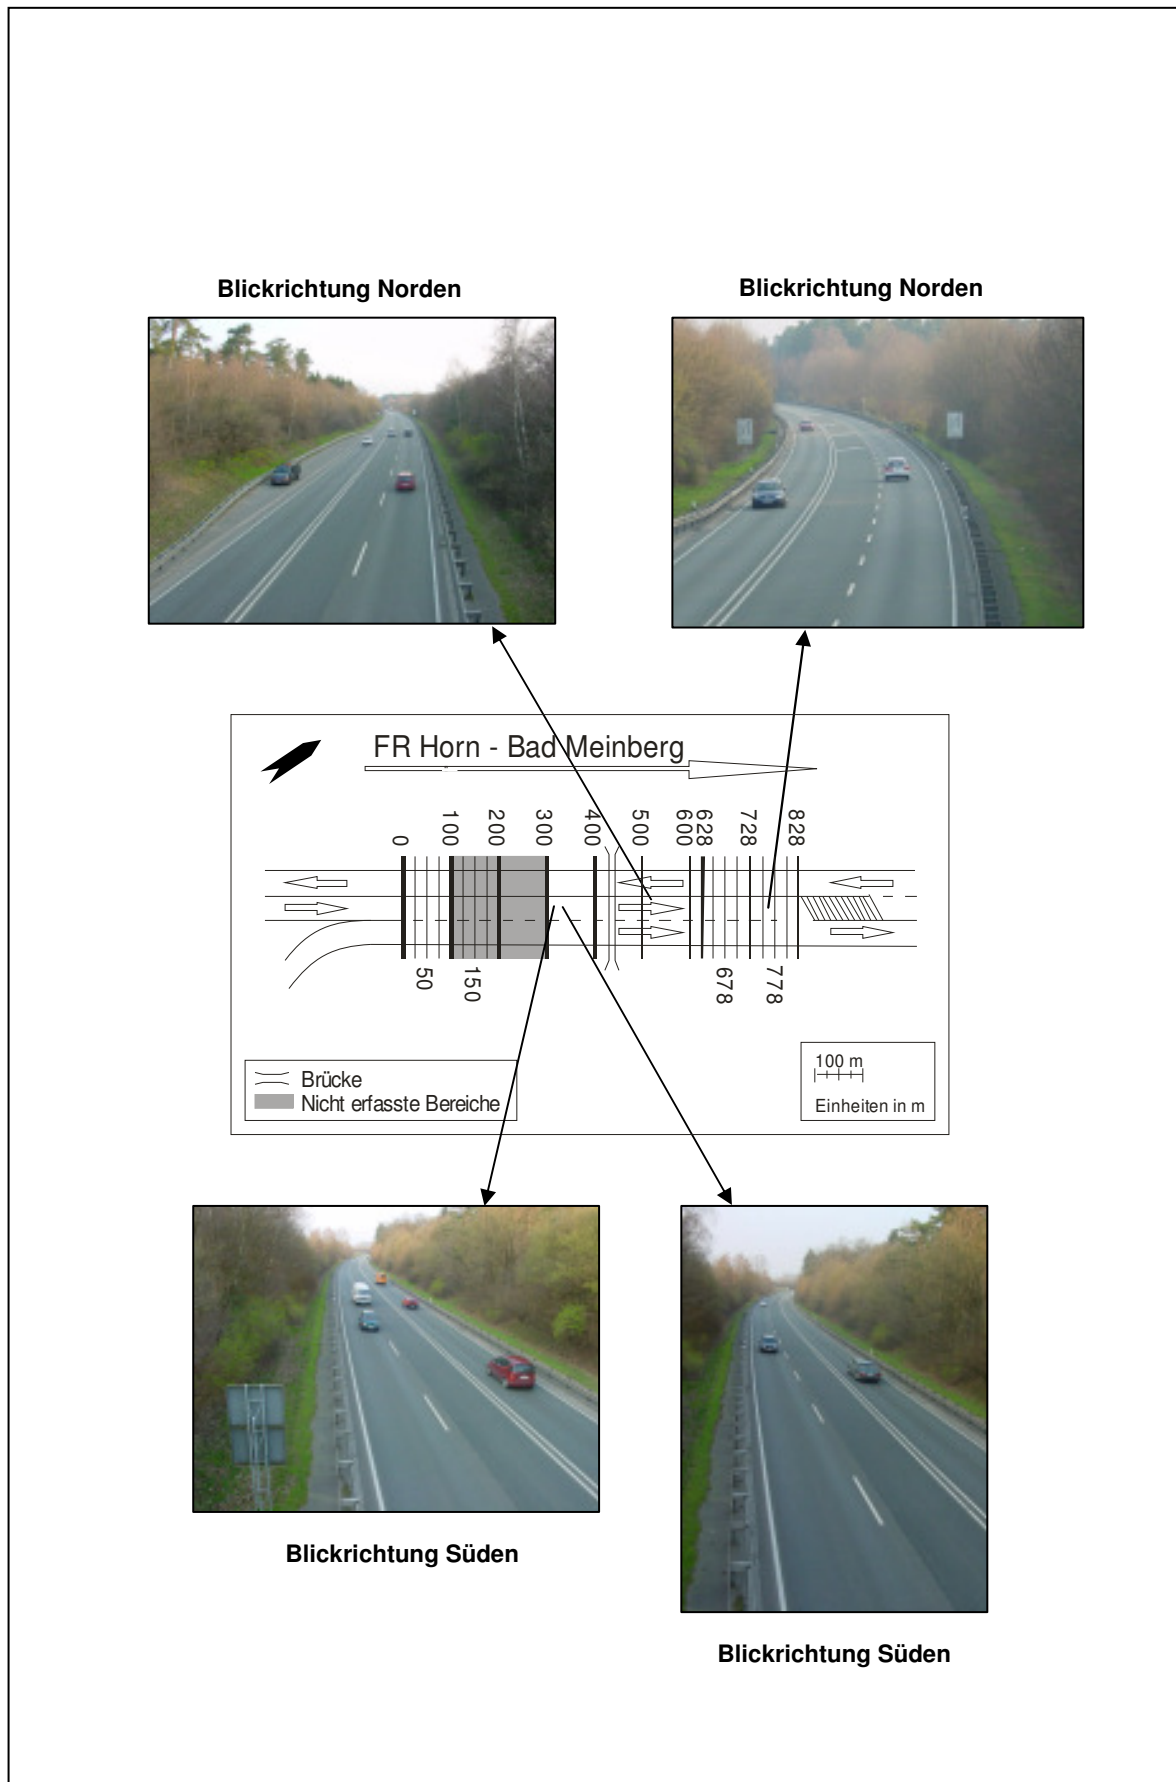 Blickrichtung Norden
Blickrichtung Norden
FR Horn - Bad Meinberg
0
100
200
300
400
500
600
628
728
828
50
150
678
778
Brücke
Nicht erfasste Bereiche
100 m
Einheiten in m
Blickrichtung Süden
Blickrichtung Süden